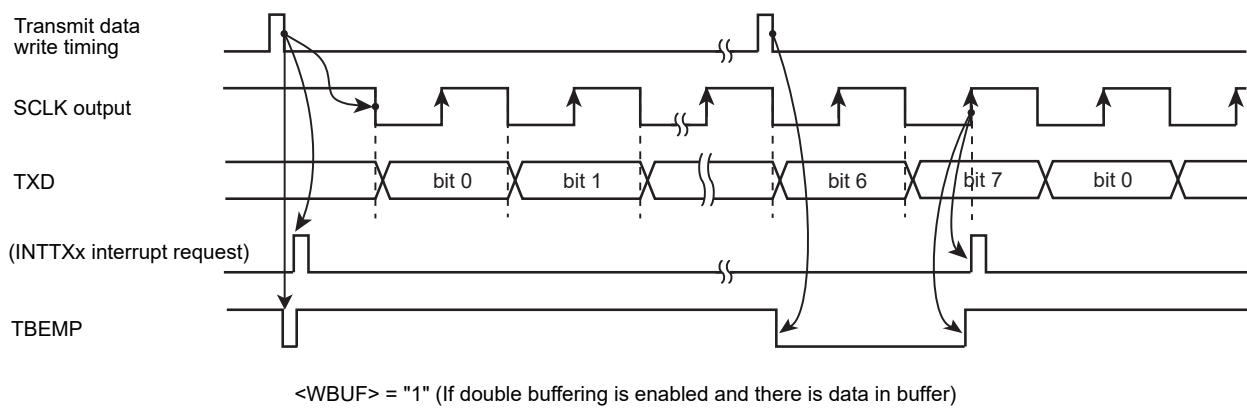 Transmit data
write timing
SCLK output
TXD
bit 0
bit 1
bit 6
bit 7
bit 0
(INTTXx interrupt request)
TBEMP
<WBUF> = "1" (If double buffering is enabled and there is data in buffer)